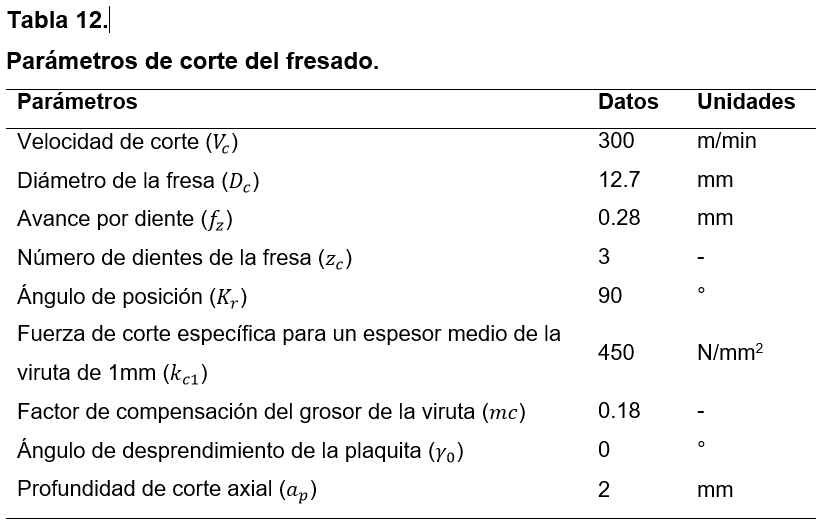 Tabla 12.
Parámetros de corte del fresado.
Parámetros Datos Unidades
Velocidad de corte (V_c) 300 m/min
Diámetro de la fresa (D_c) 12.7 mm
Avance por diente (f_z) 0.28 mm
Número de dientes de la fresa (z_c) 3 -
Ángulo de posición (K_r) 90 °
Fuerza de corte específica para un espesor medio de la
viruta de 1mm (k_c1) 450 N/mm²
Factor de compensación del grosor de la viruta (mc) 0.18 -
Ángulo de desprendimiento de la plaquita (γ_0) 0 °
Profundidad de corte axial (a_p) 2 mm